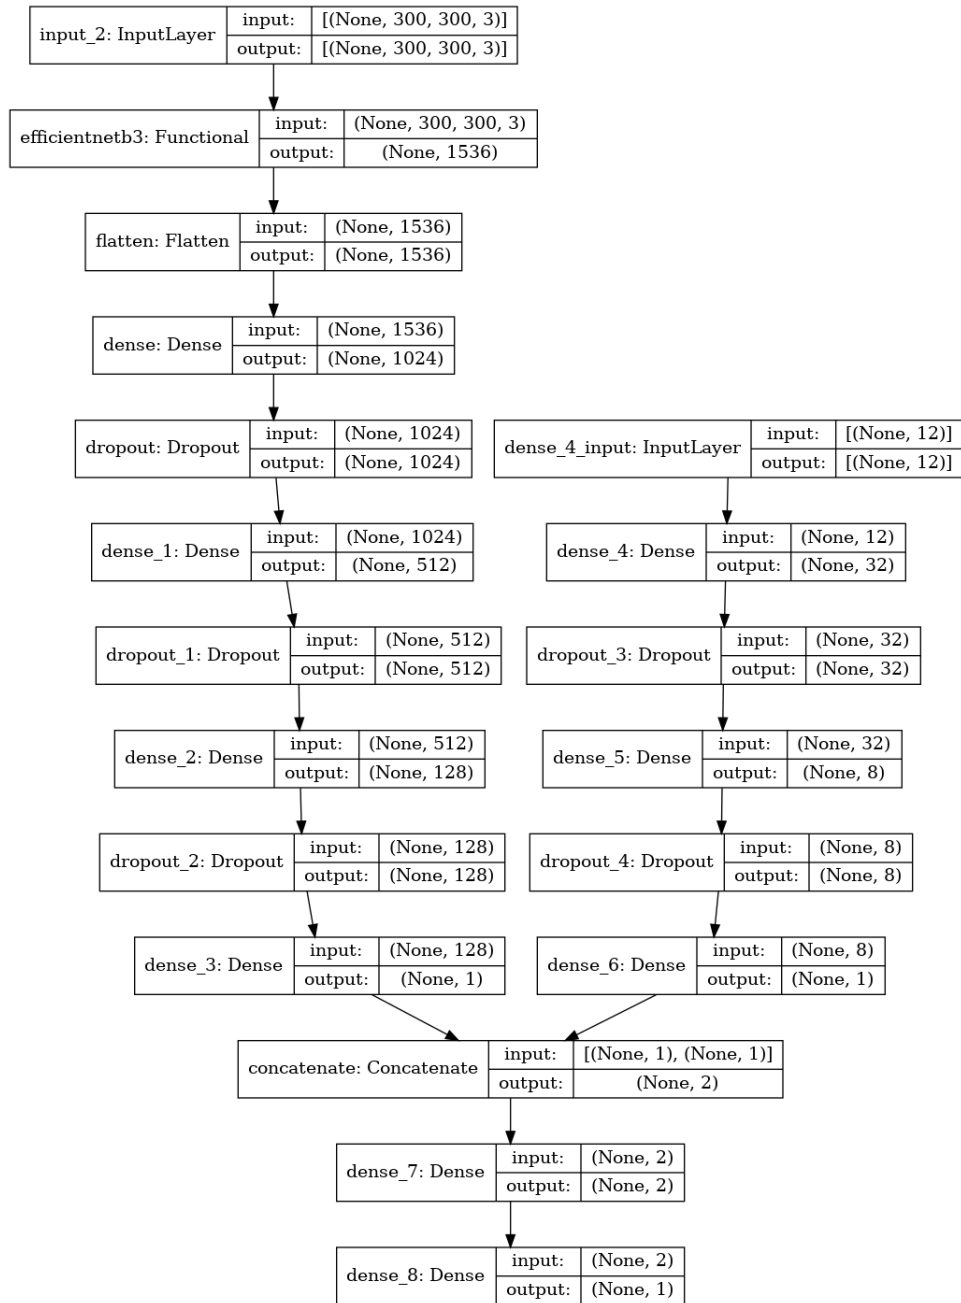 input_2: InputLayer
input: [(None, 300, 300, 3)]
output: [(None, 300, 300, 3)]
efficientnetb3: Functional
input: (None, 300, 300, 3)
output: (None, 1536)
flatten: Flatten
input: (None, 1536)
output: (None, 1536)
dense: Dense
input: (None, 1536)
output: (None, 1024)
dropout: Dropout
input: (None, 1024)
output: (None, 1024)
dense_4_input: InputLayer
input: [(None, 12)]
output: [(None, 12)]
dense_1: Dense
input: (None, 1024)
output: (None, 512)
dense_4: Dense
input: (None, 12)
output: (None, 32)
dropout_1: Dropout
input: (None, 512)
output: (None, 512)
dropout_3: Dropout
input: (None, 32)
output: (None, 32)
dense_2: Dense
input: (None, 512)
output: (None, 128)
dense_5: Dense
input: (None, 32)
output: (None, 8)
dropout_2: Dropout
input: (None, 128)
output: (None, 128)
dropout_4: Dropout
input: (None, 8)
output: (None, 8)
dense_3: Dense
input: (None, 128)
output: (None, 1)
dense_6: Dense
input: (None, 8)
output: (None, 1)
concatenate: Concatenate
input: [(None, 1), (None, 1)]
output: (None, 2)
dense_7: Dense
input: (None, 2)
output: (None, 2)
dense_8: Dense
input: (None, 2)
output: (None, 1)